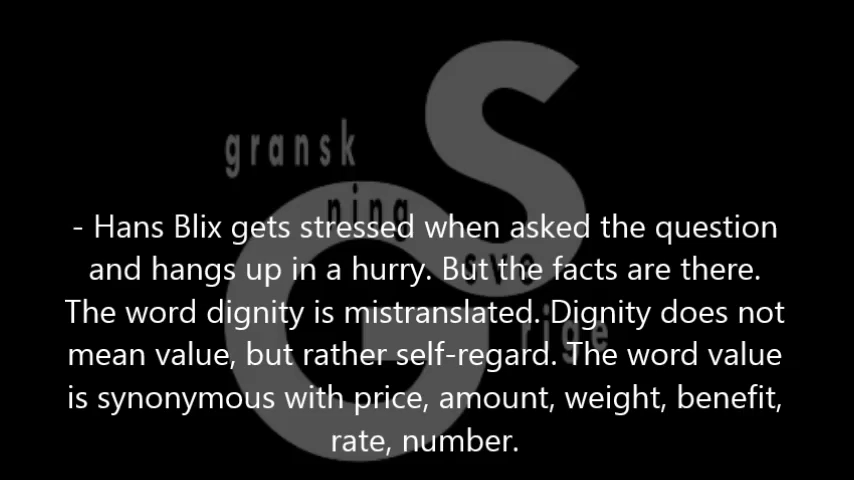 gransk
ning
sve
rige
- Hans Blix gets stressed when asked the question
and hangs up in a hurry. But the facts are there.
The word dignity is mistranslated. Dignity does not
mean value, but rather self-regard. The word value
is synonymous with price, amount, weight, benefit,
rate, number.